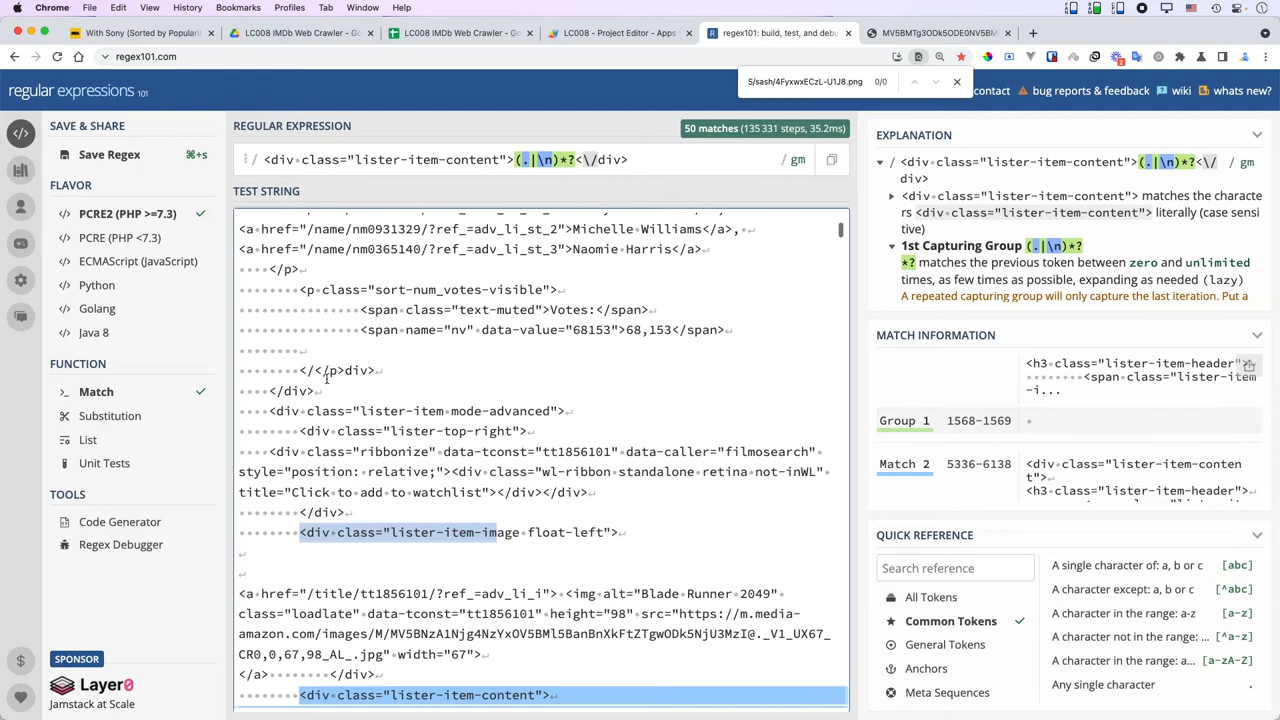 Chrome File Edit View History Bookmarks Profiles Tab Window Help
With Sony (Sorted by Populari
LC008 IMDb Web Crawler - Go
LC008 IMDb Web Crawler - Go
LC008 - Project Editor - Apps S
regex101: build, test, and debu
MV5BMTg3ODk5ODE0NV5BM
regex101.com
S/sash/4FyxwxECzL-U1J8.png 0/0
regular expressions 101
contact
bug reports & feedback
wiki
whats new?
SAVE & SHARE
Save Regex
⌘+s
FLAVOR
PCRE2 (PHP >=7.3)
PCRE (PHP <7.3)
ECMAScript (JavaScript)
Python
Golang
Java 8
FUNCTION
Match
Substitution
List
Unit Tests
TOOLS
Code Generator
Regex Debugger
SPONSOR
Layer0
Jamstack at Scale
REGULAR EXPRESSION
50 matches (135 331 steps, 35.2ms)
/ <div class="lister-item-content">(.|\n)*?<\/div>
/ gm
TEST STRING
<a•href="/name/nm0931329/?ref_=adv_li_st_2">Michelle•Williams</a>,•↵
<a•href="/name/nm0365140/?ref_=adv_li_st_3">Naomie•Harris</a>↵
••••</p>↵
••••••••<p•class="sort-num_votes-visible">↵
••••••••••••••••<span•class="text-muted">Votes:</span>↵
••••••••••••••••<span•name="nv"•data-value="68153">68,153</span>↵
••••••••↵
••••••••</</p>div>↵
••••</div>↵
••••<div•class="lister-item•mode-advanced">↵
••••••••<div•class="lister-top-right">↵
••••<div•class="ribbonize"•data-tconst="tt1856101"•data-caller="filmosearch"•
style="position:•relative;"><div•class="wl-ribbon•standalone•retina•not-inWL"•
title="Click•to•add•to•watchlist"></div></div>↵
••••••••</div>↵
••••••••<div•class="lister-item-image•float-left">↵
↵
↵
<a•href="/title/tt1856101/?ref_=adv_li_i">•<img•alt="Blade•Runner•2049"•
class="loadlate"•data-tconst="tt1856101"•height="98"•src="https://m.media-
amazon.com/images/M/MV5BNzA1Njg4NzYxOV5BMl5BanBnXkFtZTgwODk5NjU3MzI@._V1_UX67_
CR0,0,67,98_AL_.jpg"•width="67">↵
</a>••••••••</div>↵
••••••••<div•class="lister-item-content">↵
EXPLANATION
/ <div class="lister-item-content">(.|\n)*?<\/ / gm
div>
<div class="lister-item-content"> matches the characte
rs <div class="lister-item-content"> literally (case sensi
tive)
1st Capturing Group (.|\n)*?
*? matches the previous token between zero and unlimited
times, as few times as possible, expanding as needed (lazy)
A repeated capturing group will only capture the last iteration. Put a
MATCH INFORMATION
<h3 class="lister-item-header">
••••••••<span class="lister-item
-i...
Group 1 1568-1569 •
Match 2 5336-6138 <div class="lister-item-conten
t">↵
<h3 class="lister-item-header">↵
QUICK REFERENCE
Search reference
All Tokens
Common Tokens
General Tokens
Anchors
Meta Sequences
A single character of: a, b or c [abc]
A character except: a, b or c [^abc]
A character in the range: a-z [a-z]
A character not in the range: ... [^a-z]
A character in the range: a... [a-zA-Z]
Any single character .